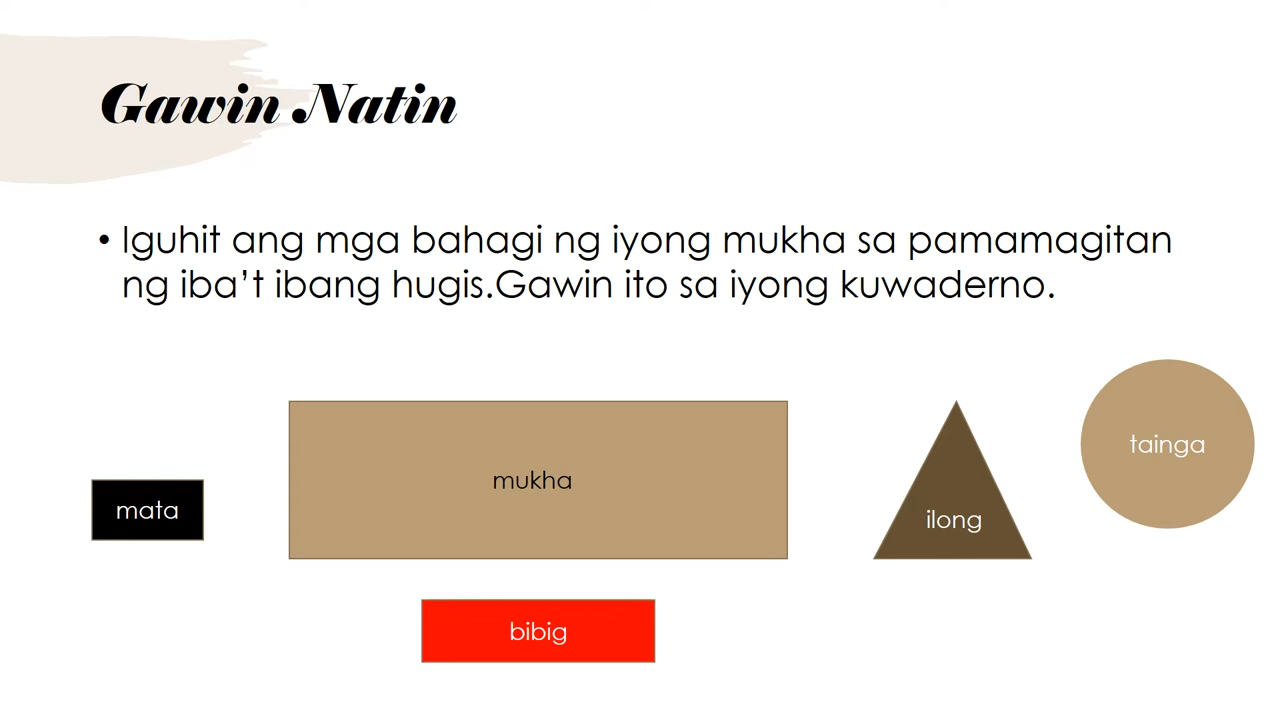 Gawin Natin
• Iguhit ang mga bahagi ng iyong mukha sa pamamagitan
ng iba’t ibang hugis.Gawin ito sa iyong kuwaderno.
mata
mukha
ilong
tainga
bibig